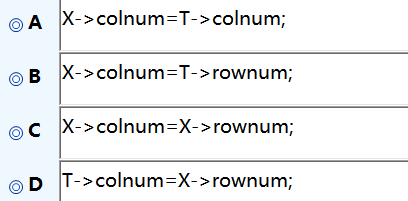 A X->colnum=T->colnum;
B X->colnum=T->rownum;
C X->colnum=X->rownum;
D T->colnum=X->rownum;